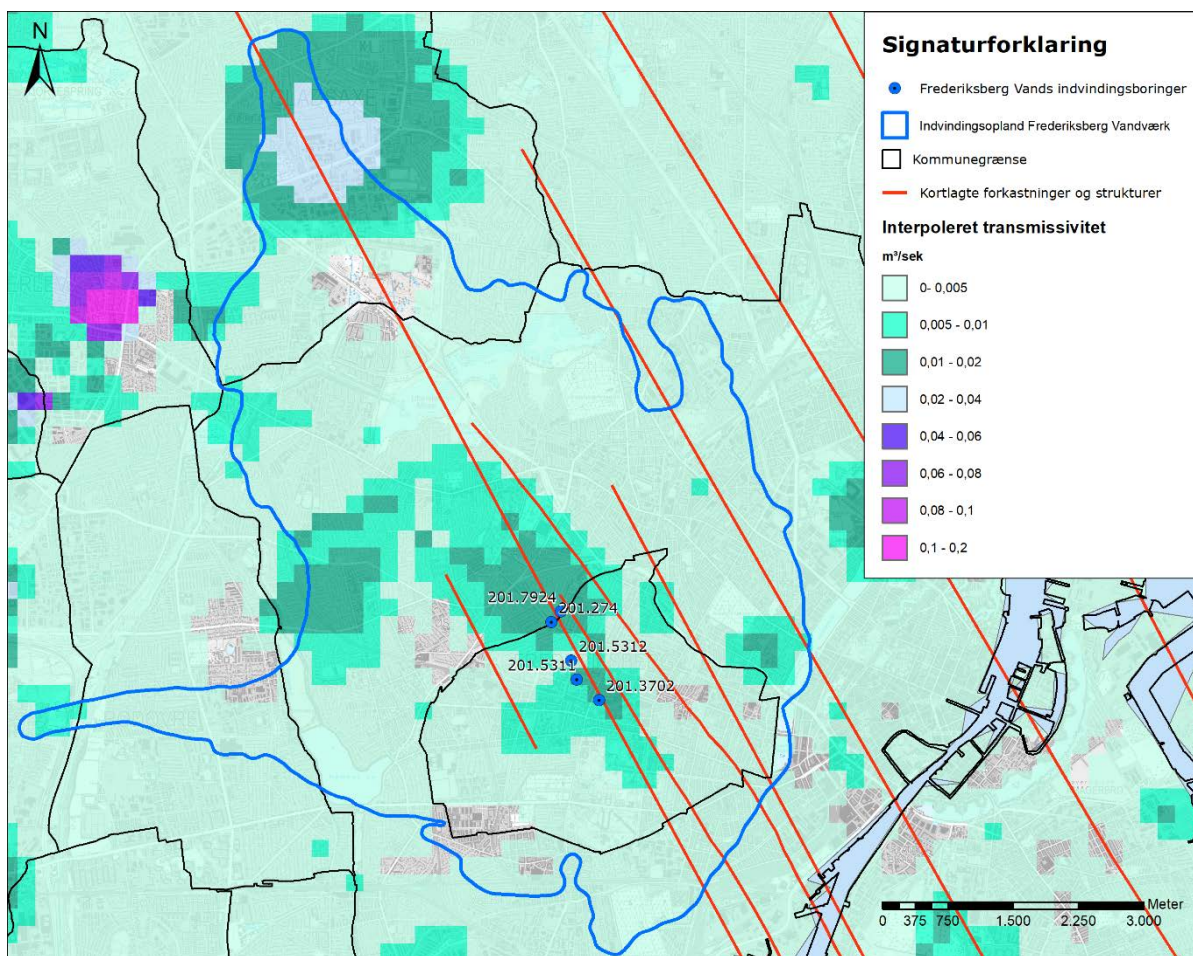 N
Signaturforklaring
Frederiksberg Vands indvindingsboringer
Indvindingsopland Frederiksberg Vandværk
Kommunegrænse
Kortlagte forkastninger og strukturer
Interpoleret transmissivitet
m³/sek
0- 0,005
0,005 - 0,01
0,01 - 0,02
0,02 - 0,04
0,04 - 0,06
0,06 - 0,08
0,08 - 0,1
0,1 - 0,2
201.7924
201.274
201.5312
201.5311
201.3702
Meter
0 375 750 1.500 2.250 3.000